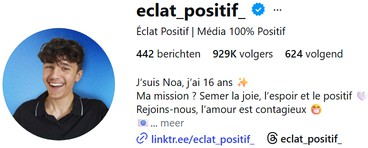 eclat_positif_ ...
Éclat Positif | Média 100% Positif
442 berichten 929K volgers 624 volgend
J'suis Noa, j'ai 16 ans ✨
Ma mission ? Semer la joie, l'espoir et le positif
Rejoins-nous, l'amour est contagieux
... meer
linktr.ee/eclat_positif_ eclat_positif_